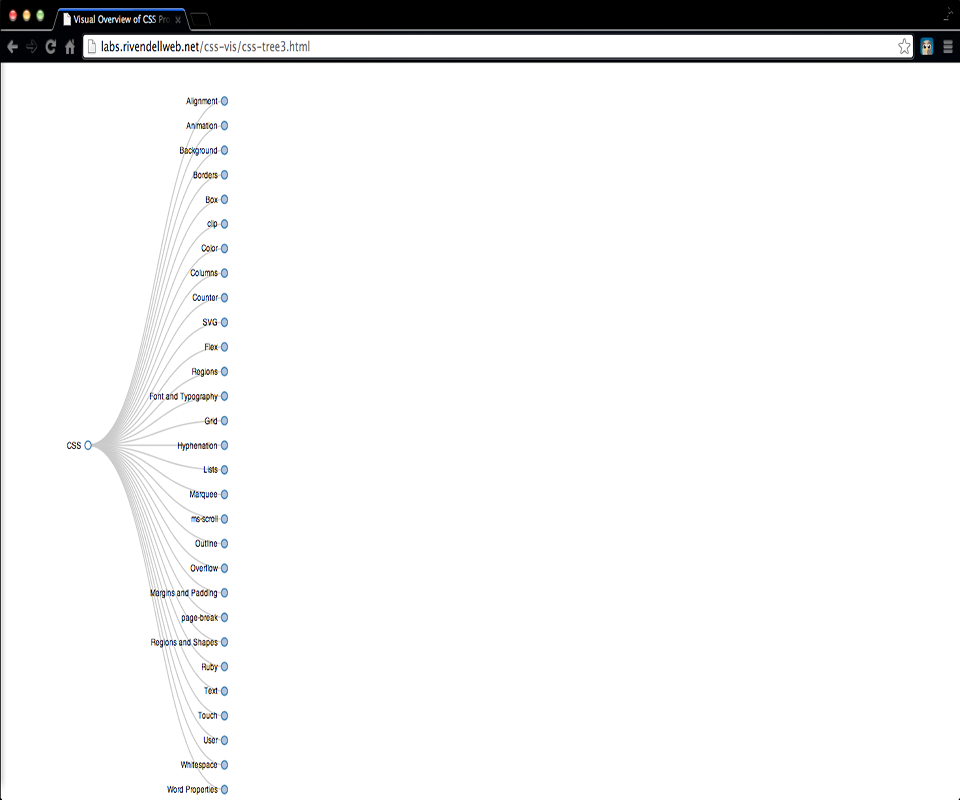 Visual Overview of CSS Pro
labs.rivendellweb.net/css-vis/css-tree3.html
Alignment
Animation
Background
Borders
Box
clip
Color
Columns
Counter
SVG
Flex
Regions
Font and Typography
Grid
CSS
Hyphenation
Lists
Marquee
ms-scroll
Outline
Overflow
Margins and Padding
page-break
Regions and Shapes
Ruby
Text
Touch
User
Whitespace
Word Properties